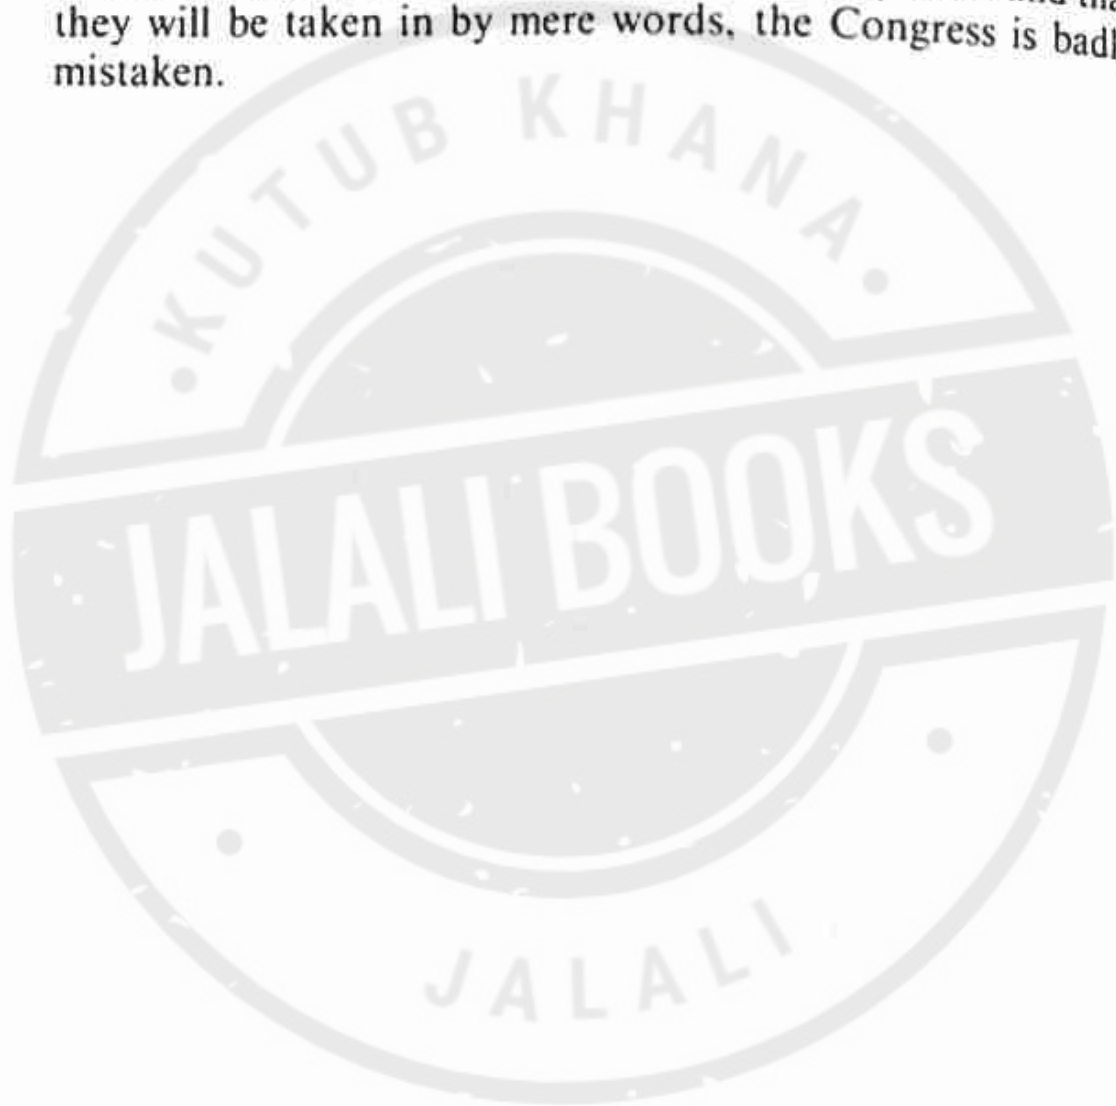 they will be taken in by mere words, the Congress is badl
mistaken.
KUTUB KHANA
JALALI BOOKS
JALALI